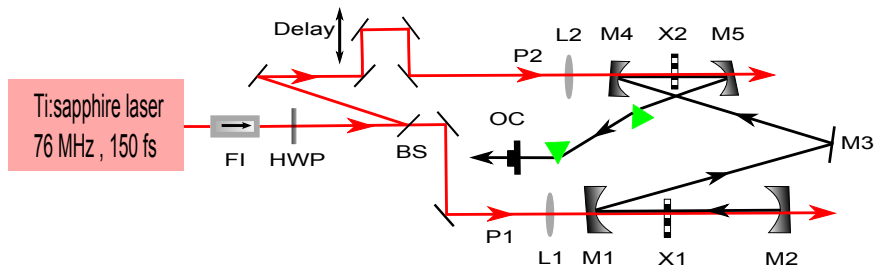 Delay
L2
M4
X2
M5
P2
Ti:sapphire laser
76 MHz , 150 fs
FI
HWP
BS
OC
M3
P1
L1
M1
X1
M2